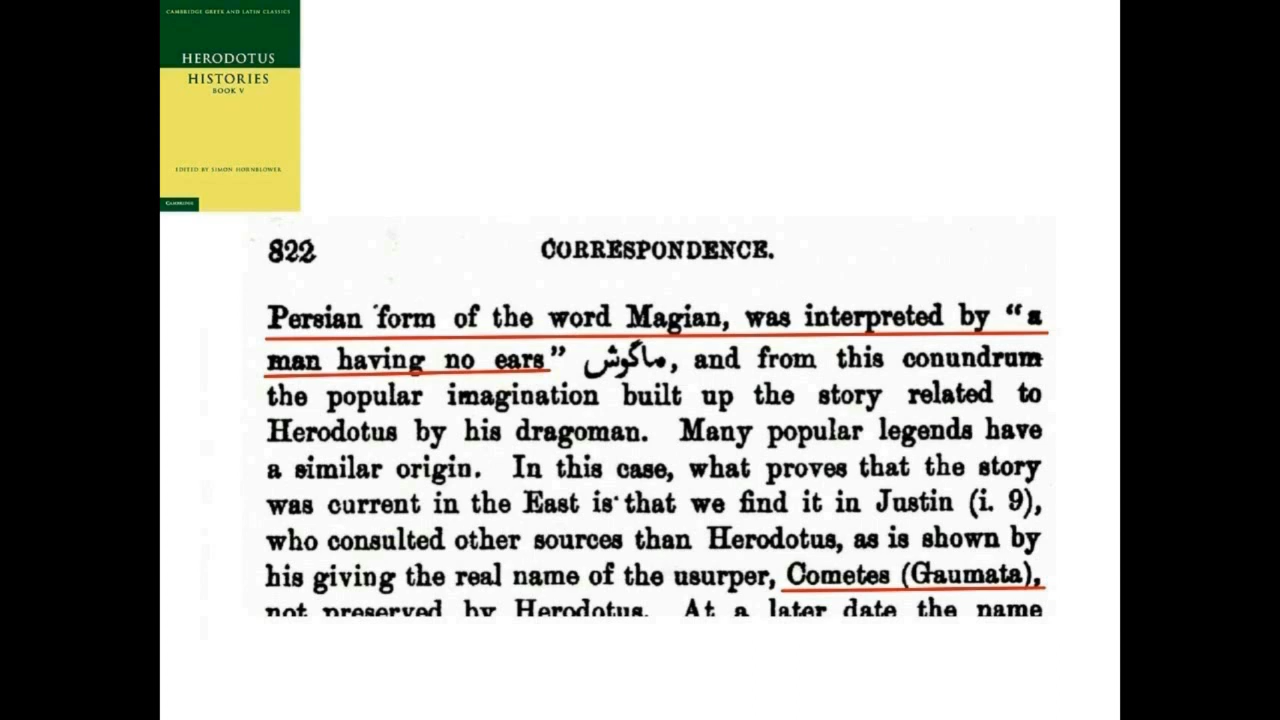 CAMBRIDGE GREEK AND LATIN CLASSICS
HERODOTUS
HISTORIES
BOOK V
EDITED BY SIMON HORNBLOWER
CAMBRIDGE
822 CORRESPONDENCE.
Persian form of the word Magian, was interpreted by “a
man having no ears” ماگوش, and from this conundrum
the popular imagination built up the story related to
Herodotus by his dragoman. Many popular legends have
a similar origin. In this case, what proves that the story
was current in the East is that we find it in Justin (i. 9),
who consulted other sources than Herodotus, as is shown by
his giving the real name of the usurper, Cometes (Gaumata),
not preserved by Herodotus. At a later date the name